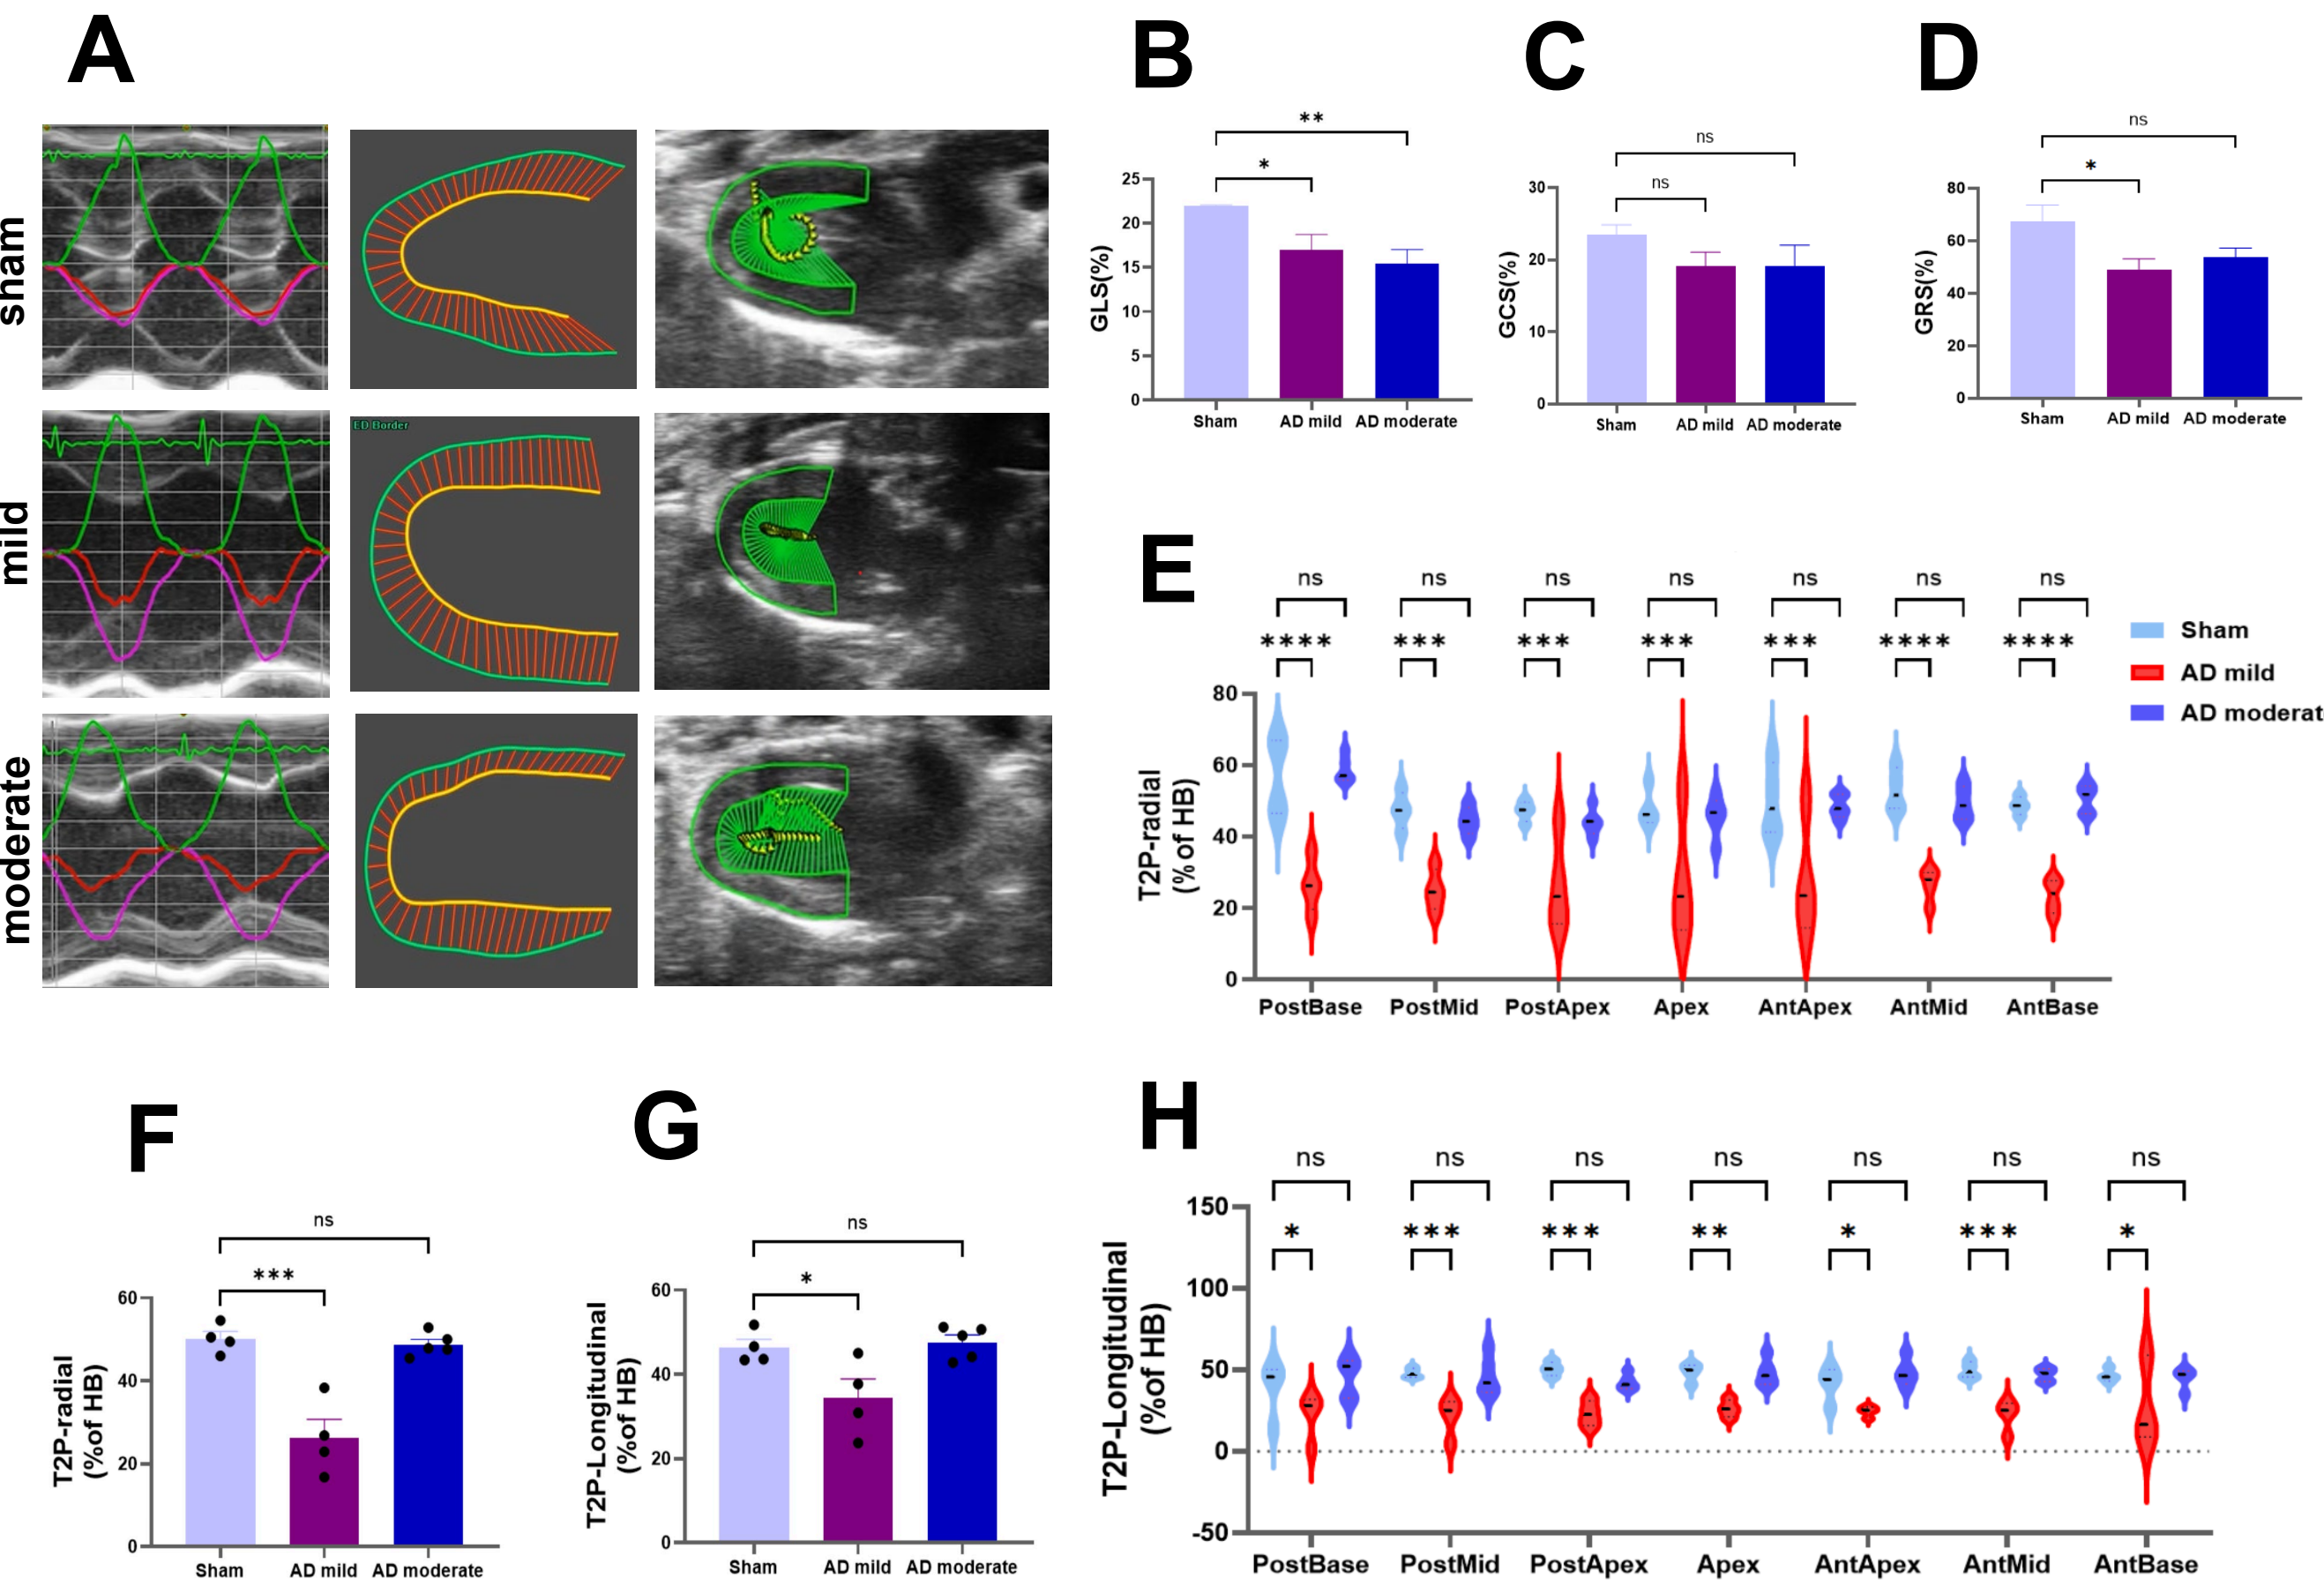 A
sham
mild
moderate
ED Border
B
**
*
GLS(%)
25
20
15
10
5
0
Sham
AD mild
AD moderate
C
ns
ns
GCS(%)
30
20
10
0
Sham
AD mild
AD moderate
D
ns
*
GRS(%)
80
60
40
20
0
Sham
AD mild
AD moderate
E
ns ns ns ns ns ns ns
**** *** *** *** *** **** ****
T2P-radial
(% of HB)
80
60
40
20
0
PostBase PostMid PostApex Apex AntApex AntMid AntBase
Sham
AD mild
AD moderat
F
ns
***
T2P-radial
(%of HB)
60
40
20
0
Sham
AD mild
AD moderate
G
ns
*
T2P-Longitudinal
(%of HB)
60
40
20
0
Sham
AD mild
AD moderate
H
ns ns ns ns ns ns ns
* *** *** ** * *** *
T2P-Longitudinal
(%of HB)
150
100
50
0
-50
PostBase PostMid PostApex Apex AntApex AntMid AntBase